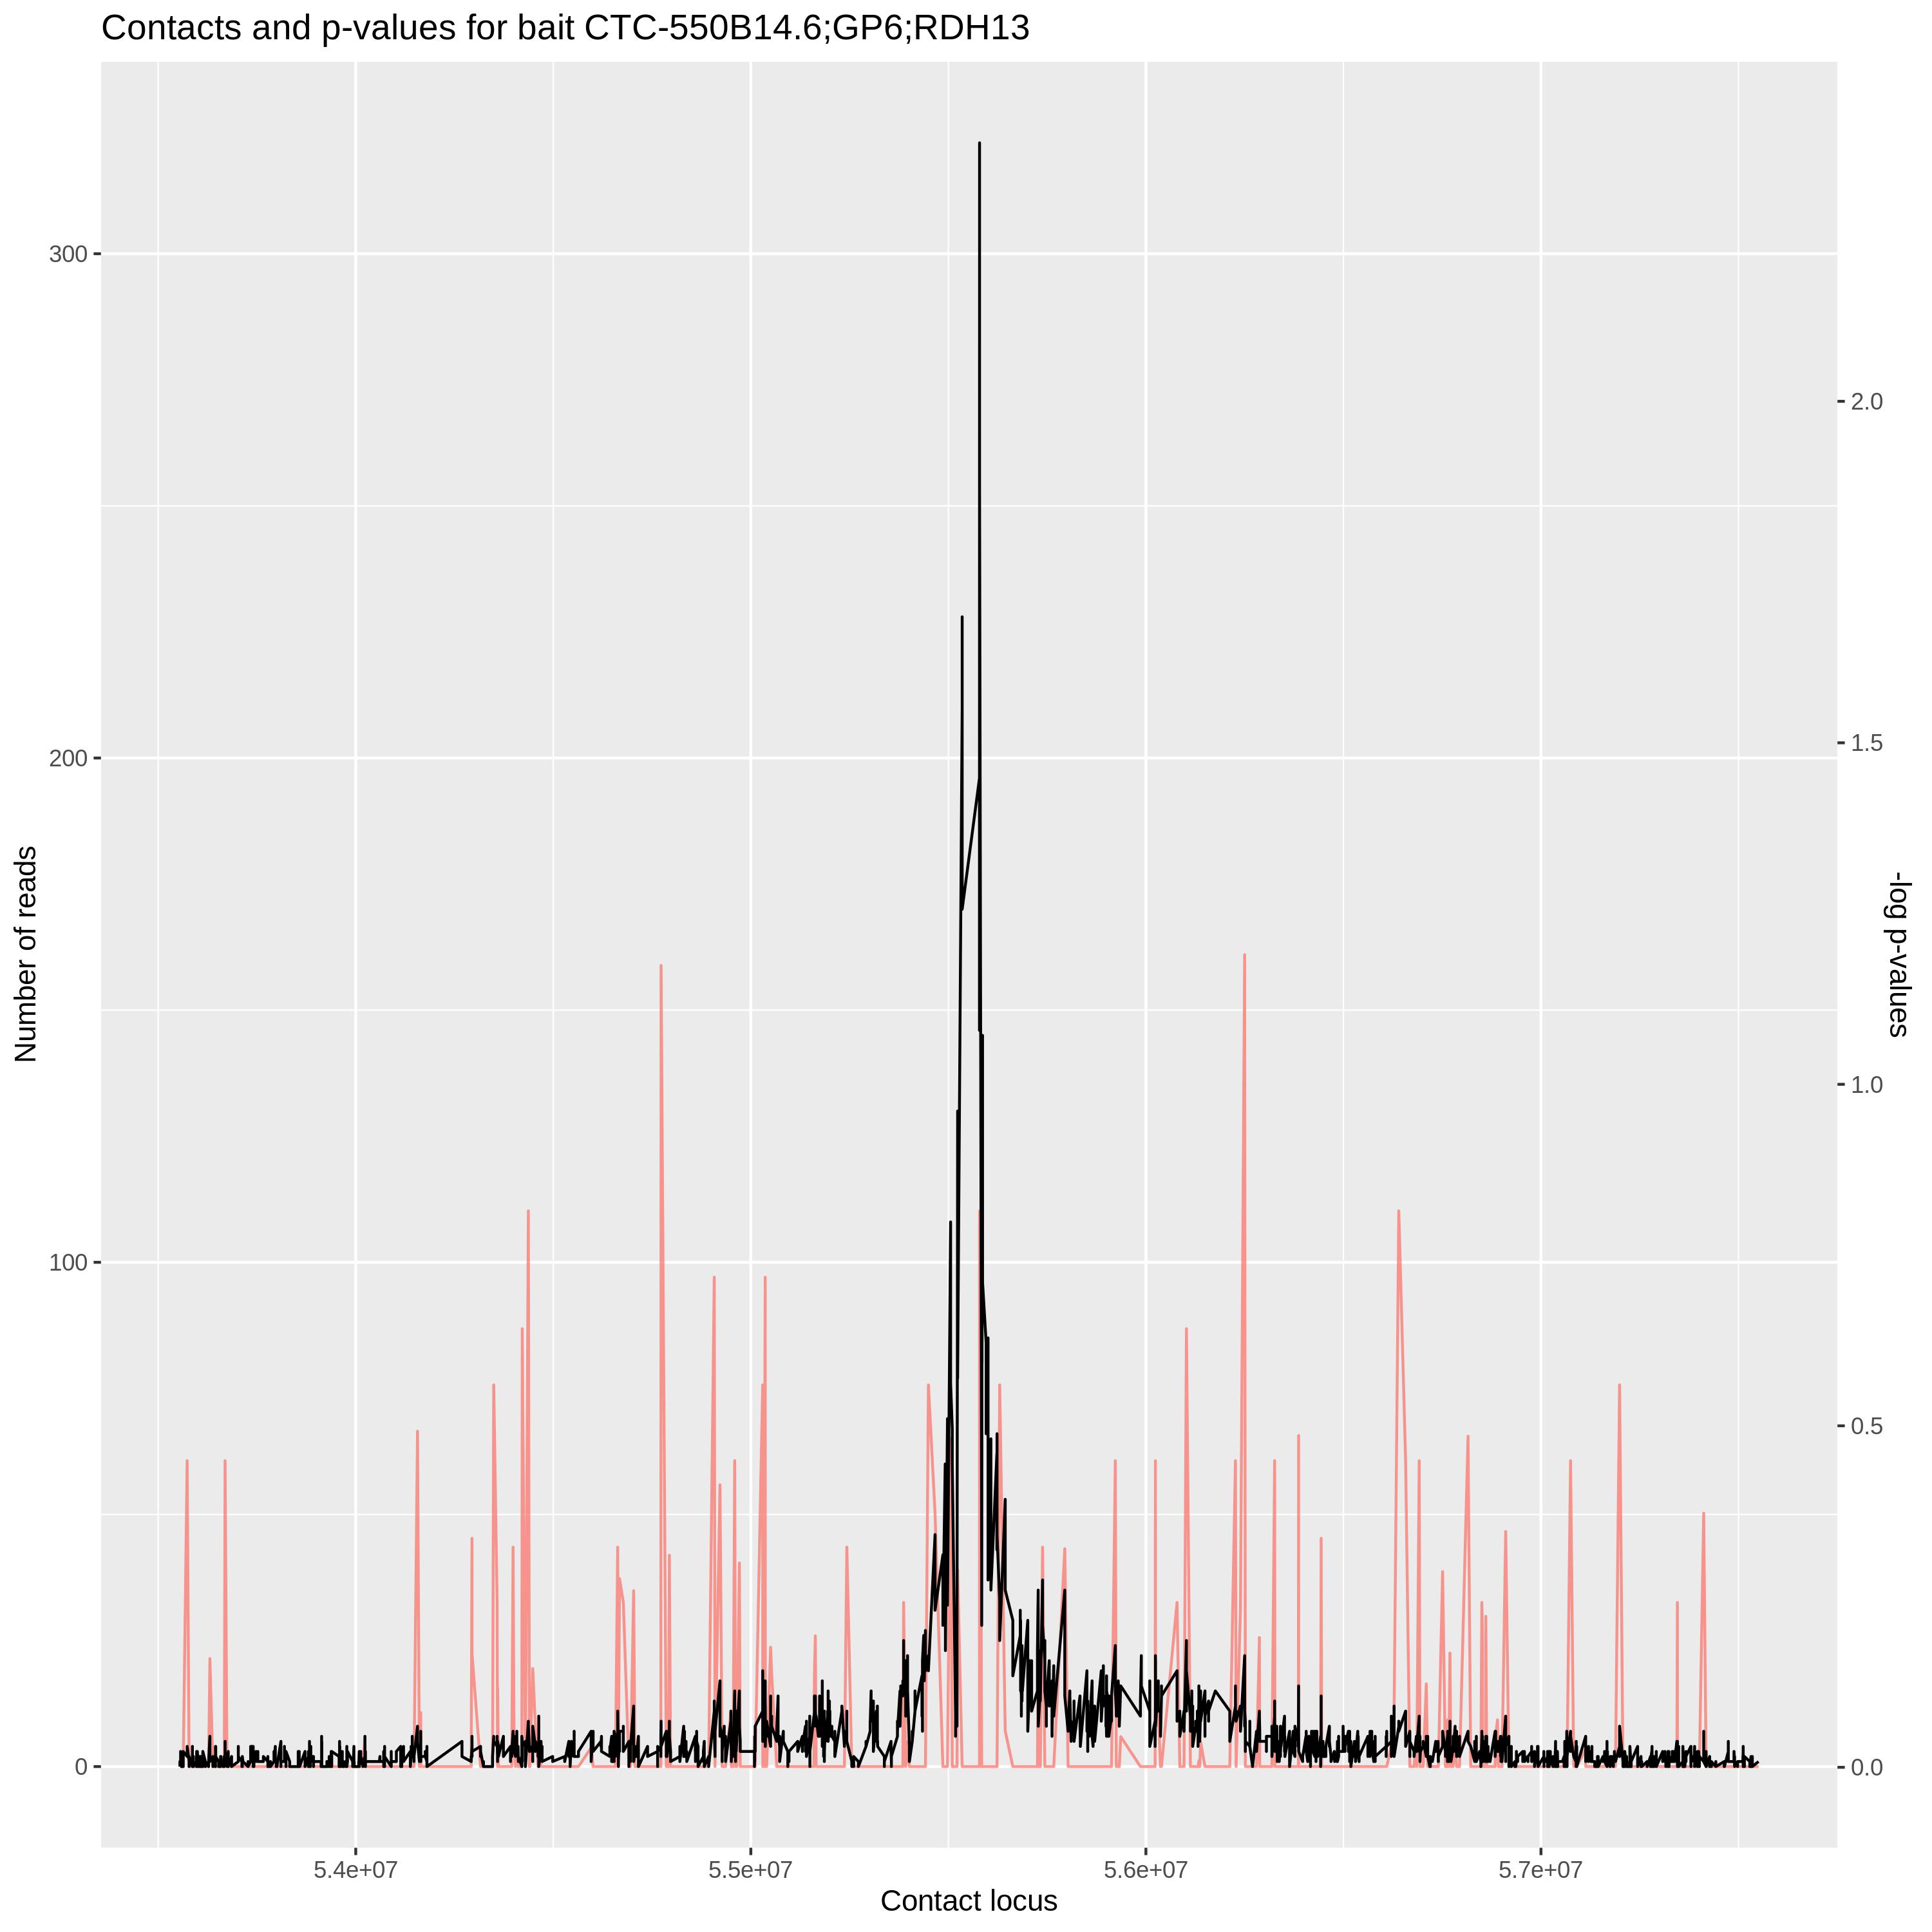 Contacts and p-values for bait CTC-550B14.6;GP6;RDH13
300
200
100
0
Number of reads
2.0
1.5
1.0
0.5
0.0
-log p-values
5.4e+07
5.5e+07
5.6e+07
5.7e+07
Contact locus